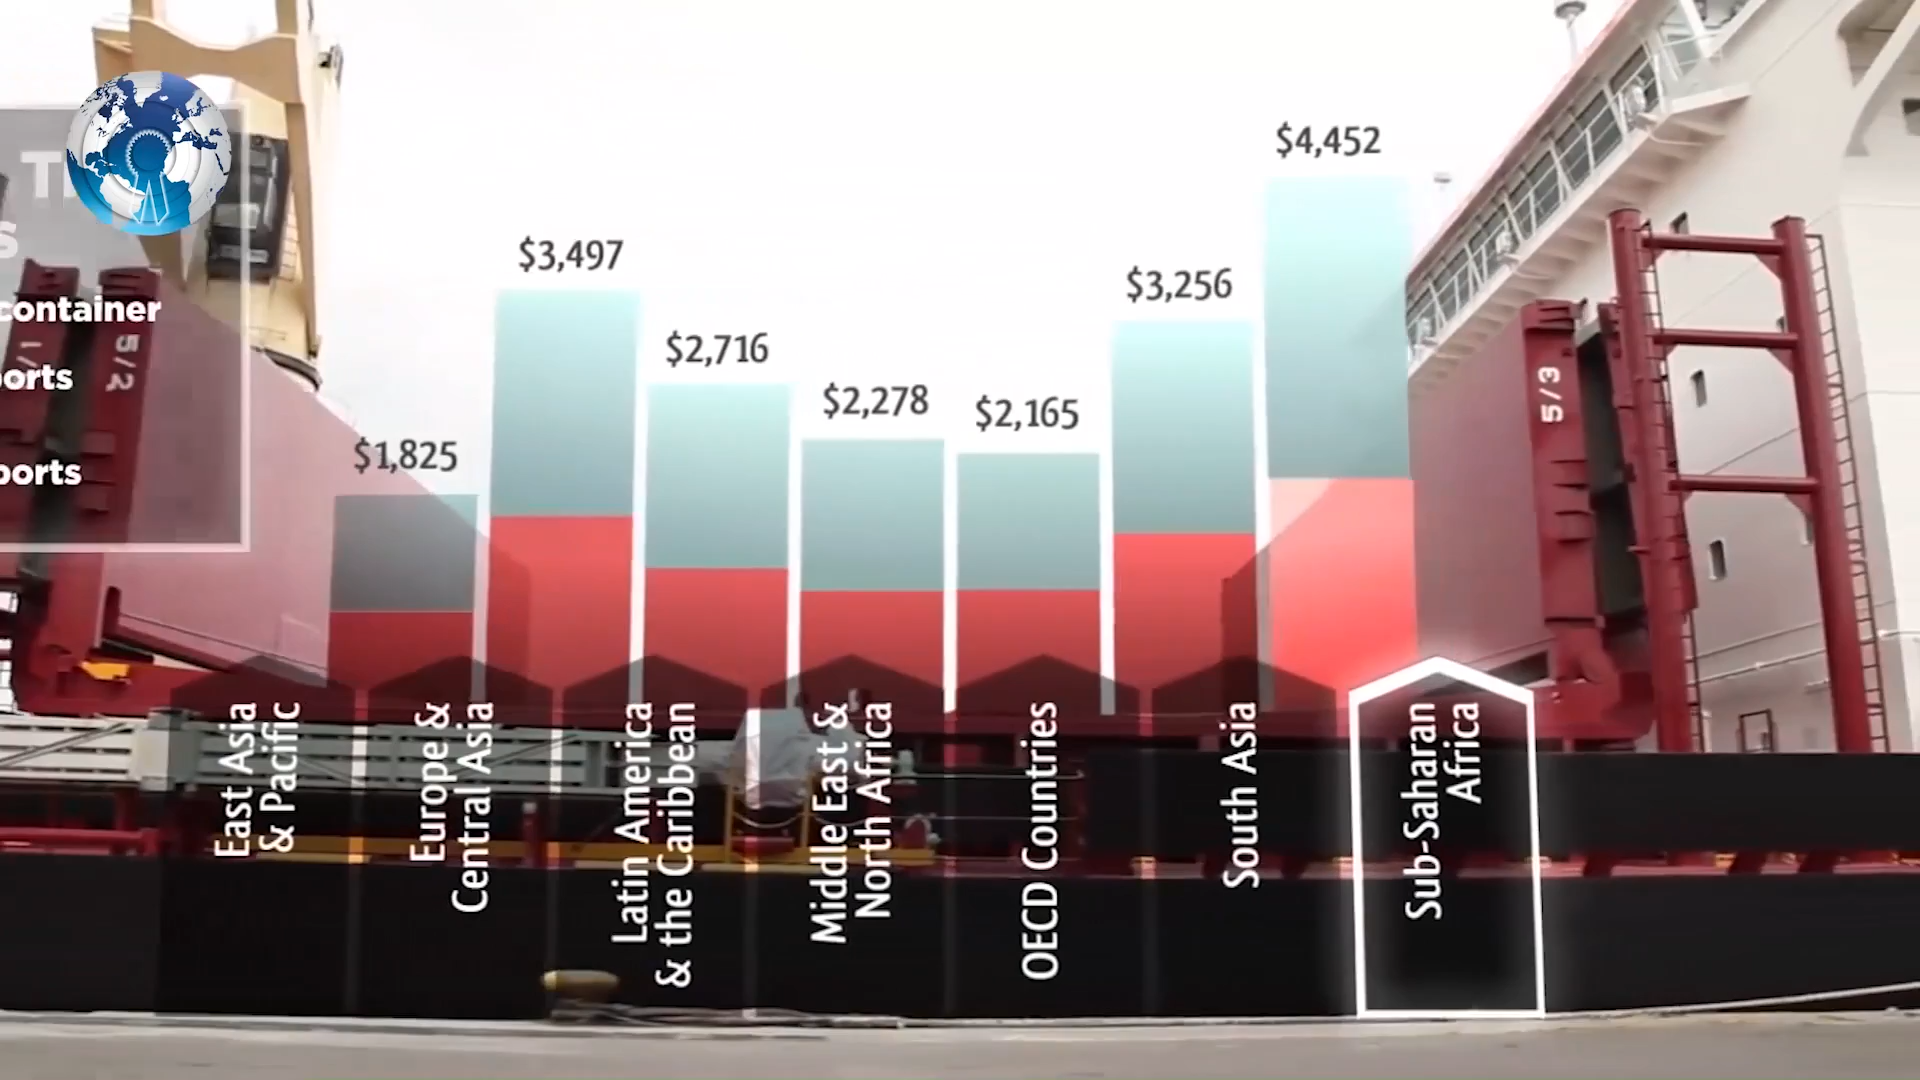 container
$1,825
$3,497
$2,716
$2,278
$2,165
$3,256
$4,452
5/2
5/3
East Asia
& Pacific
Europe &
Central Asia
Latin America
& the Caribbean
Middle East &
North Africa
OECD Countries
South Asia
Sub-Saharan
Africa